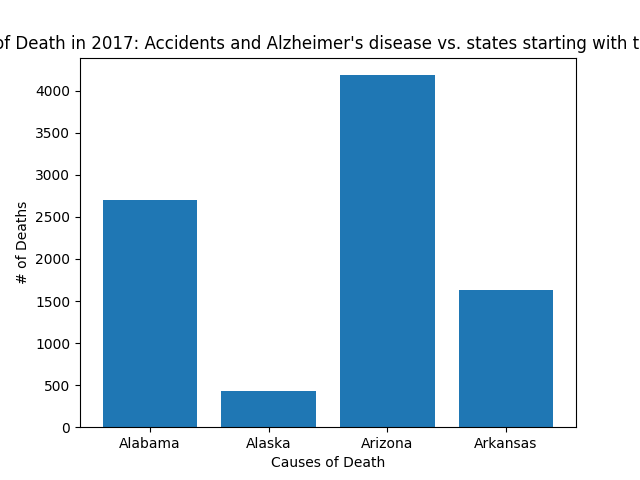 of Death in 2017: Accidents and Alzheimer's disease vs. states starting with t
4000
3500
3000
2500
2000
1500
1000
500
0
# of Deaths
Alabama
Alaska
Arizona
Arkansas
Causes of Death